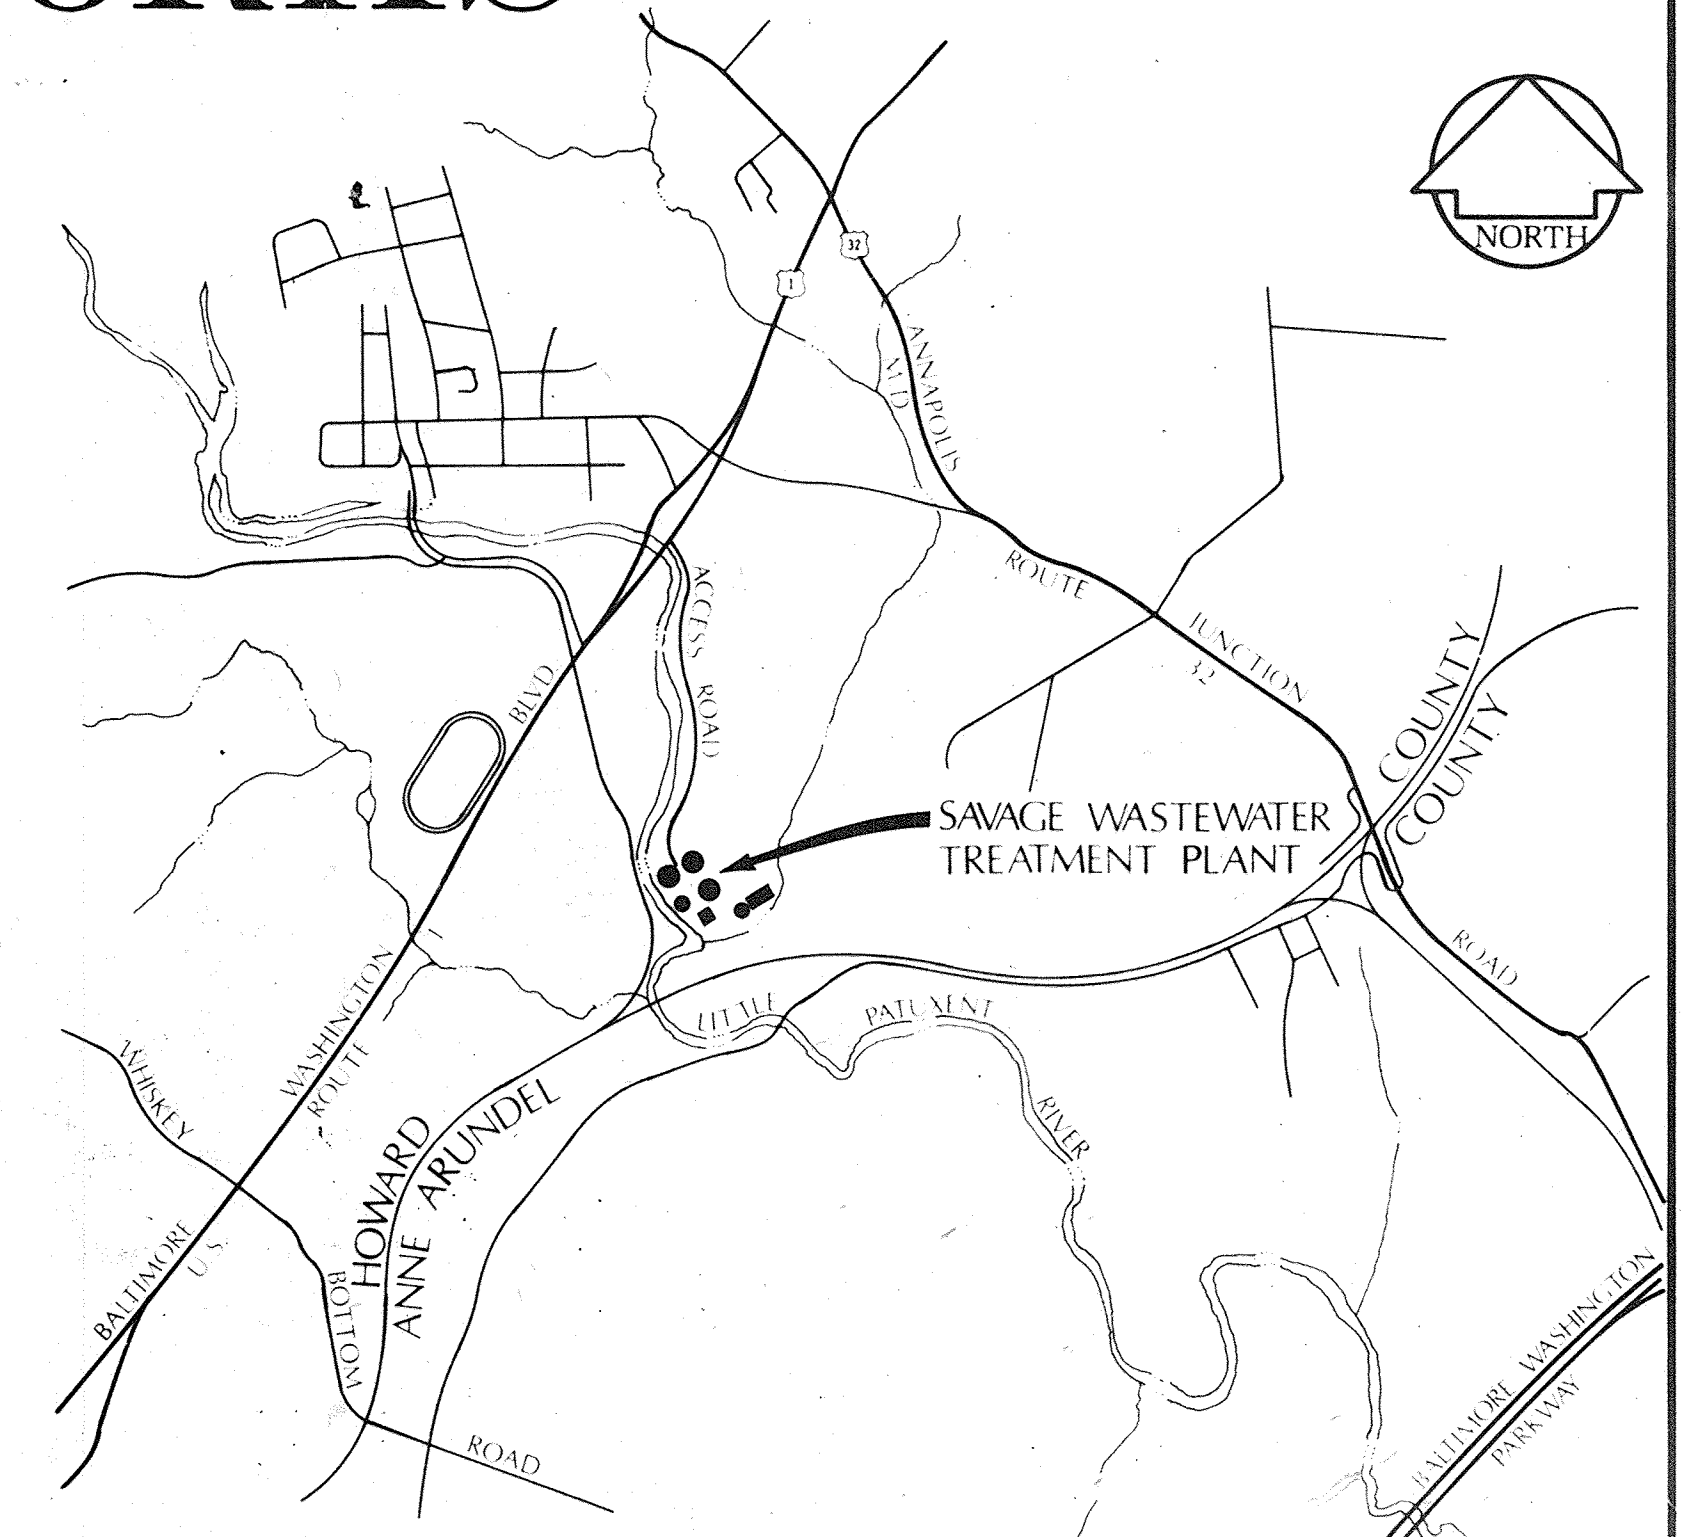 NORTH
32
1
ANNAPOLIS
MD
ROUTE
JUNCTION
32
ACCESS ROAD
COUNTY
COUNTY
BLVD.
SAVAGE WASTEWATER
TREATMENT PLANT
ROAD
WASHINGTON
ROUTE
1
LITTLE PATUXENT
RIVER
WHISKEY
HOWARD
ANNE ARUNDEL
BALTIMORE
U.S.
BOTTOM
ROAD
BALTIMORE WASHINGTON
PARKWAY